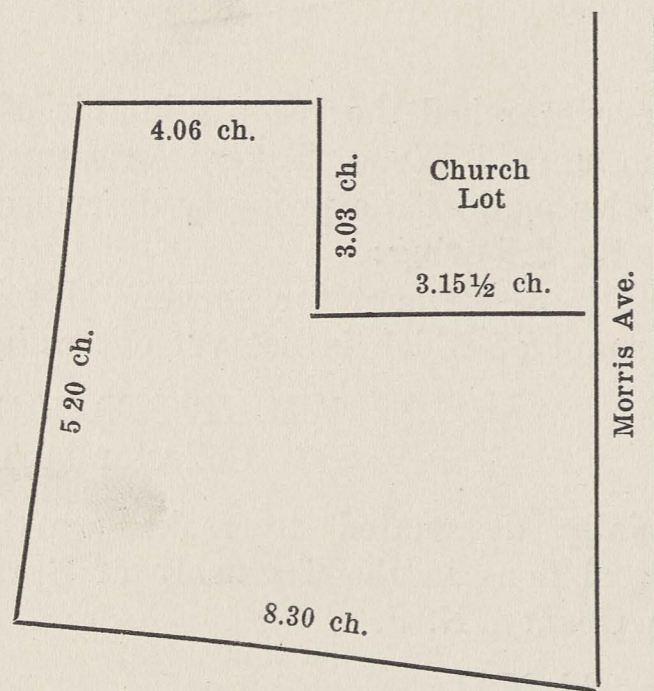 4.06 ch.
3.03 ch.
Church
Lot
3.15½ ch.
Morris Ave.
5 20 ch.
8.30 ch.